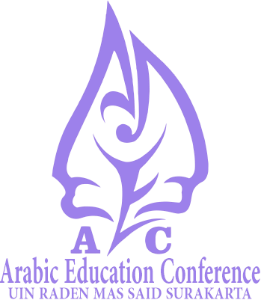 A C
Arabic Education Conference
UIN RADEN MAS SAID SURAKARTA